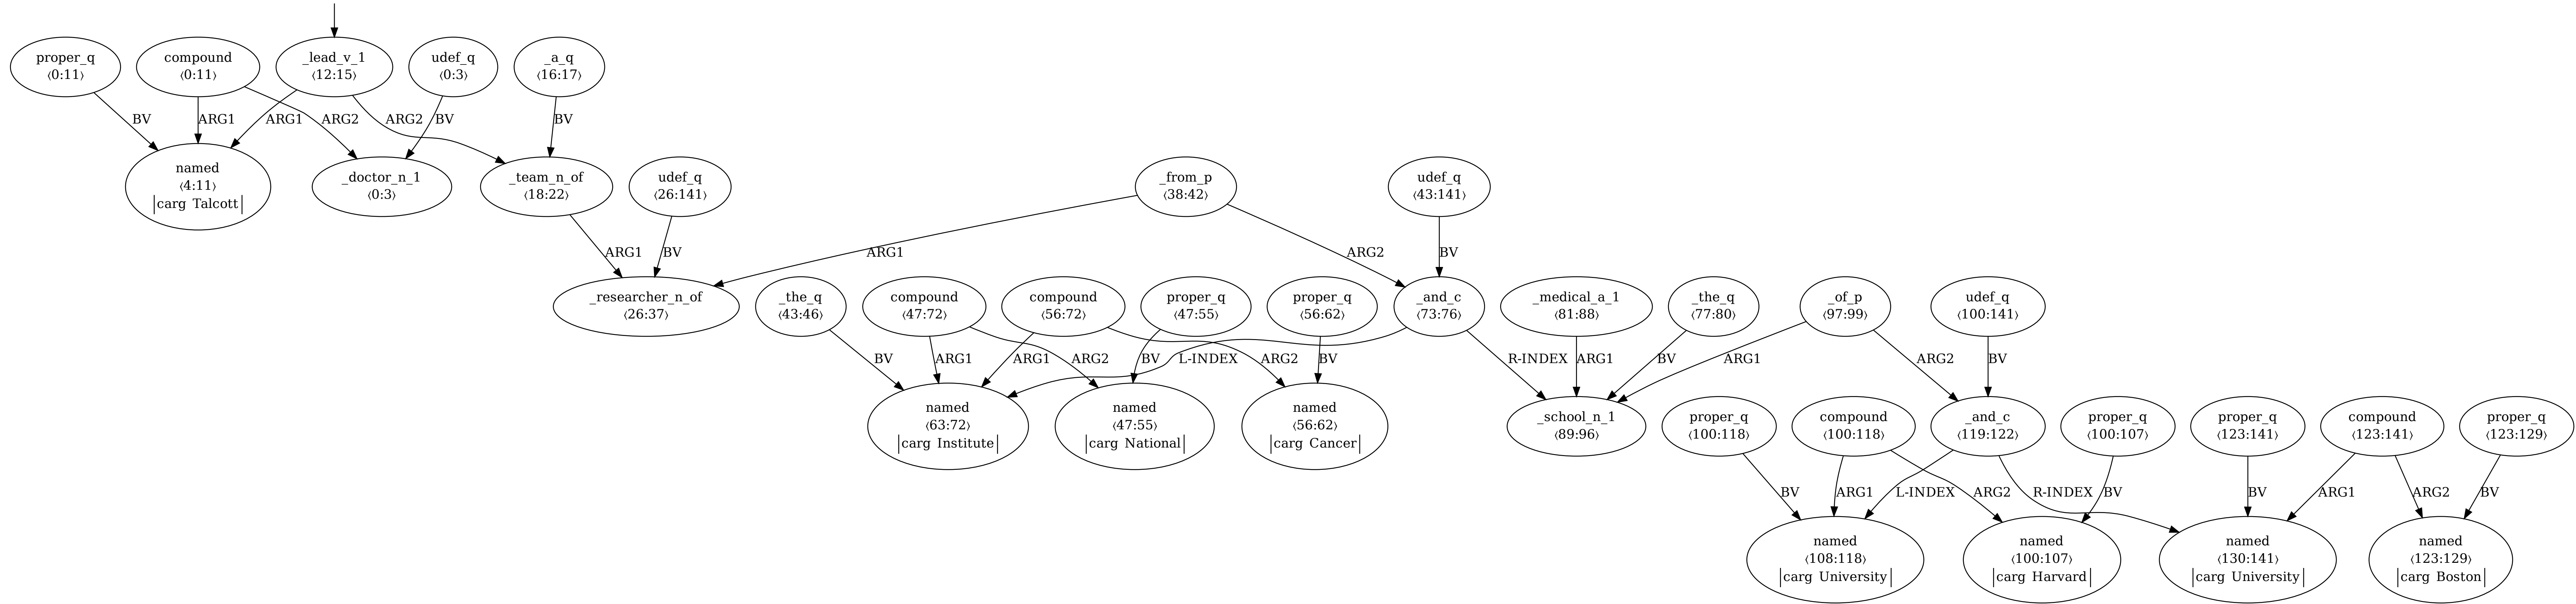 proper_q
⟨0:11⟩
compound
⟨0:11⟩
_lead_v_1
⟨12:15⟩
udef_q
⟨0:3⟩
_a_q
⟨16:17⟩
BV
ARG1
ARG2
ARG1
ARG2
BV
BV
named
⟨4:11⟩
|carg Talcott|
_doctor_n_1
⟨0:3⟩
_team_n_of
⟨18:22⟩
udef_q
⟨26:141⟩
_from_p
⟨38:42⟩
udef_q
⟨43:141⟩
ARG1
BV
ARG1
ARG2
BV
_researcher_n_of
⟨26:37⟩
_the_q
⟨43:46⟩
compound
⟨47:72⟩
compound
⟨56:72⟩
proper_q
⟨47:55⟩
proper_q
⟨56:62⟩
_and_c
⟨73:76⟩
_medical_a_1
⟨81:88⟩
_the_q
⟨77:80⟩
_of_p
⟨97:99⟩
udef_q
⟨100:141⟩
BV
ARG1
ARG1
ARG2
BV
L-INDEX
ARG2
BV
R-INDEX
ARG1
BV
ARG1
ARG2
BV
named
⟨63:72⟩
|carg Institute|
named
⟨47:55⟩
|carg National|
named
⟨56:62⟩
|carg Cancer|
_school_n_1
⟨89:96⟩
proper_q
⟨100:118⟩
compound
⟨100:118⟩
_and_c
⟨119:122⟩
proper_q
⟨100:107⟩
proper_q
⟨123:141⟩
compound
⟨123:141⟩
proper_q
⟨123:129⟩
BV
ARG1
L-INDEX
ARG2
R-INDEX
BV
BV
ARG1
ARG2
BV
named
⟨108:118⟩
|carg University|
named
⟨100:107⟩
|carg Harvard|
named
⟨130:141⟩
|carg University|
named
⟨123:129⟩
|carg Boston|